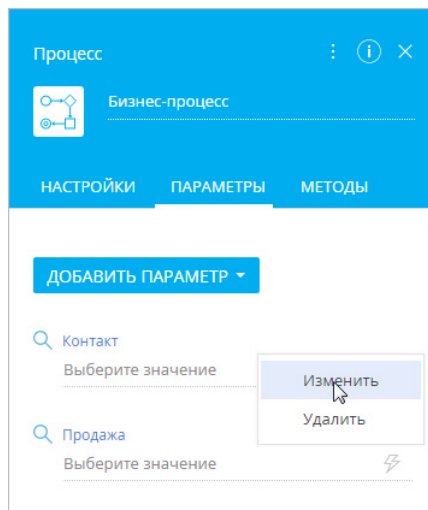 Процесс
Бизнес-процесс
НАСТРОЙКИ ПАРАМЕТРЫ МЕТОДЫ
ДОБАВИТЬ ПАРАМЕТР
Контакт
Выберите значение
Изменить
Удалить
Продажа
Выберите значение